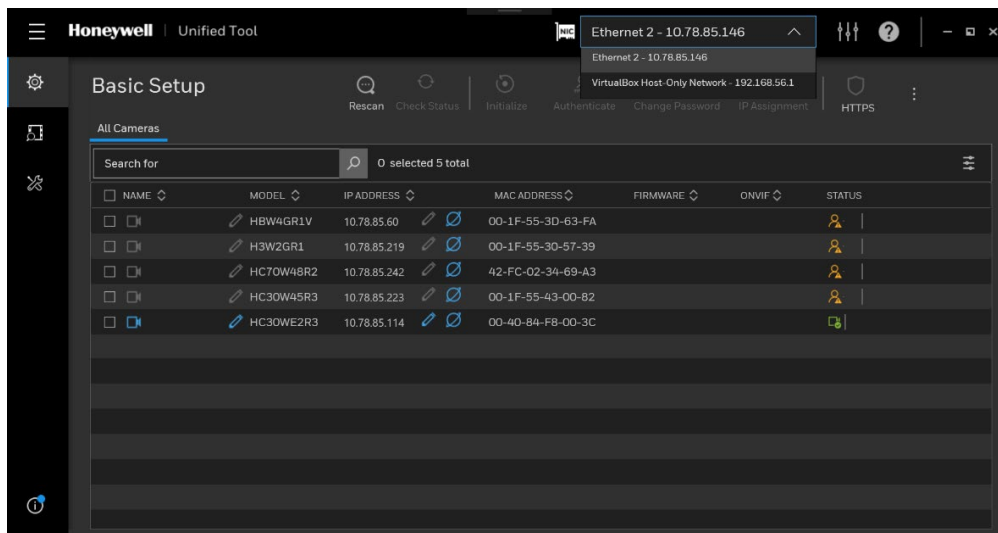 Honeywell Unified Tool
NIC Ethernet 2 - 10.78.85.146
Ethernet 2 - 10.78.85.146
VirtualBox Host-Only Network - 192.168.56.1
Basic Setup
Rescan Check Status Initialize Authenticate Change Password IP Assignment HTTPS
All Cameras
Search for 0 selected 5 total
NAME MODEL IP ADDRESS MAC ADDRESS FIRMWARE ONVIF STATUS
HBW4GR1V 10.78.85.60 00-1F-55-3D-63-FA
H3W2GR1 10.78.85.219 00-1F-55-30-57-39
HC70W48R2 10.78.85.242 42-FC-02-34-69-A3
HC30W45R3 10.78.85.223 00-1F-55-43-00-82
HC30WE2R3 10.78.85.114 00-40-84-F8-00-3C